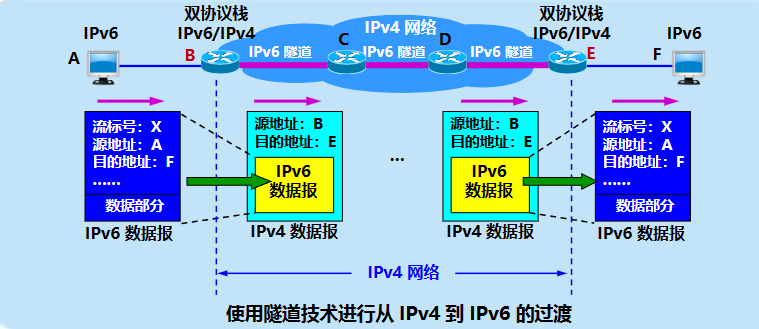 IPv6
双协议栈
IPv6/IPv4
IPv4 网络
双协议栈
IPv6/IPv4
IPv6
A
B
IPv6 隧道
C
IPv6 隧道
D
IPv6 隧道
E
F
流标号：X
源地址：A
目的地址：F
……
数据部分
IPv6 数据报
源地址：B
目的地址：E
IPv6
数据报
IPv4 数据报
…
源地址：B
目的地址：E
IPv6
数据报
IPv4 数据报
流标号：X
源地址：A
目的地址：F
……
数据部分
IPv6 数据报
IPv4 网络
使用隧道技术进行从 IPv4 到 IPv6 的过渡